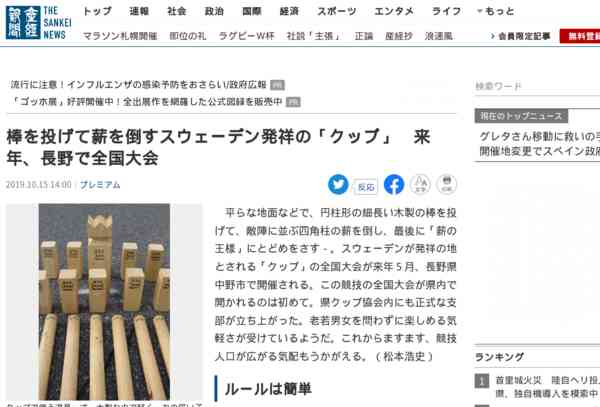 産経新聞
THE
SANKEI
NEWS
トップ 速報 社会 政治 国際 経済 スポーツ エンタメ ライフ もっと
マラソン札幌開催 即位の礼 ラグビーW杯 社説「主張」 正論 産経抄 浪速風
会員限定記事
無料登録
流行に注意！インフルエンザの感染予防をおさらい/政府広報 PR
「ゴッホ展」好評開催中！全出展作を網羅した公式図録を販売中 PR
検索ワード
棒を投げて薪を倒すスウェーデン発祥の「クッブ」　来
年、長野で全国大会
2019.10.15 14:00 プレミアム
反応
現在のトップニュース
グレタさん移動に救いの手
開催地変更でスペイン政府
　平らな地面などで、円柱形の細長い木製の棒を投
げて、敵陣に並ぶ四角柱の薪を倒し、最後に「薪の
王様」にとどめをさす－。スウェーデンが発祥の地
とされる「クッブ」の全国大会が来年５月、長野県
中野市で開催される。この競技の全国大会が県内で
開かれるのは初めて。県クッブ協会内にも正式な支
部が立ち上がった。老若男女を問わずに楽しめる気
軽さが受けているようだ。これからますます、競技
人口が広がる気配もうかがえる。（松本浩史）
ルールは簡単
ランキング
1 首里城火災　陸自ヘリ投入
県、独自機導入を模索中